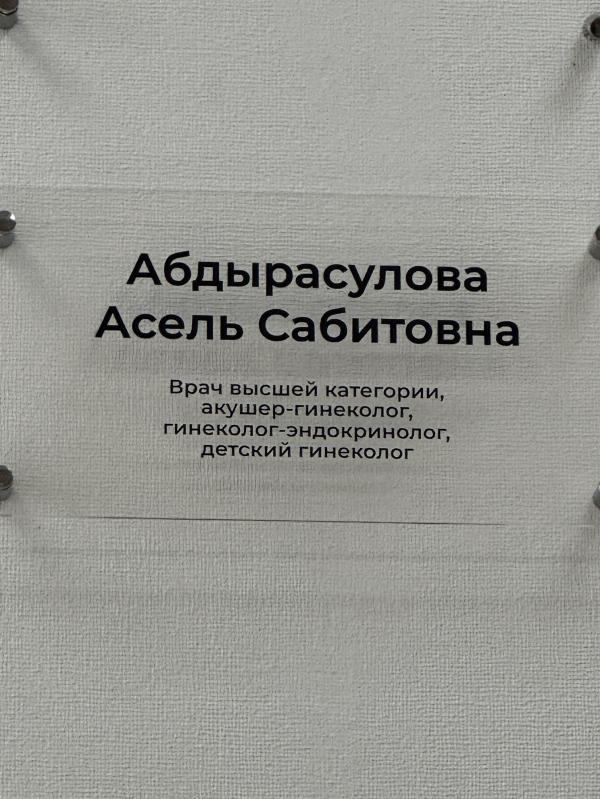 Абдырасулова
Асель Сабитовна
Врач высшей категории,
акушер-гинеколог,
гинеколог-эндокринолог,
детский гинеколог